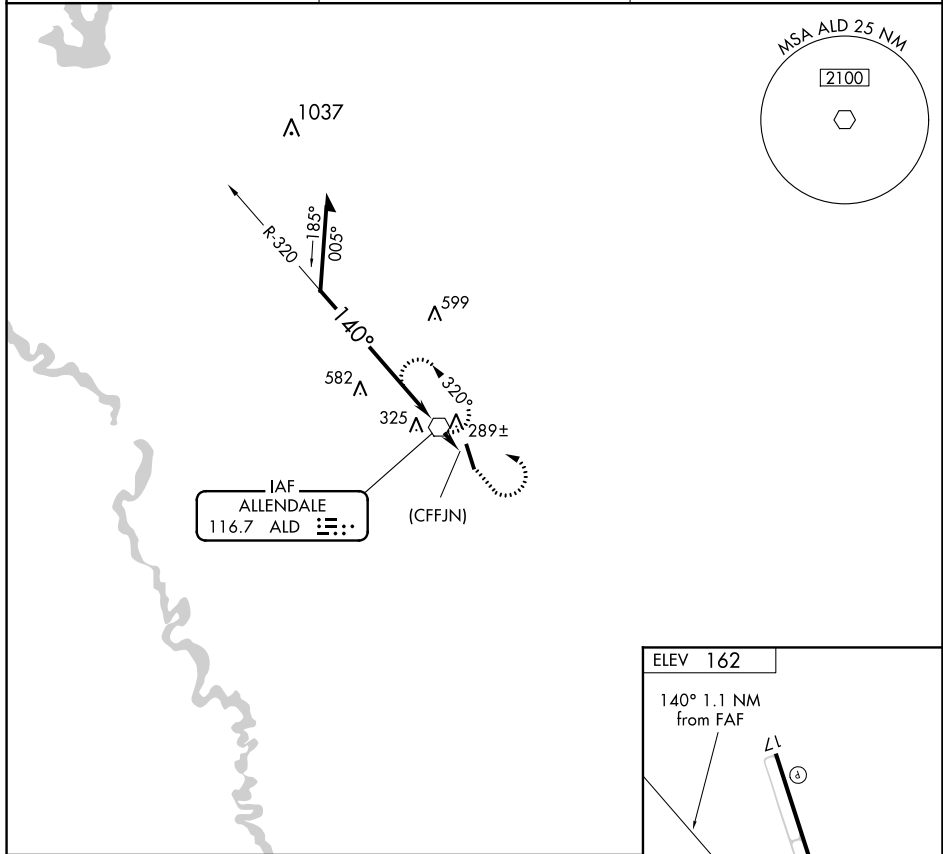 MSA ALD 25 NM
2100
1037
R-320
185°
005°
140°
599
582
320°
325
289±
IAF
ALLENDALE
116.7 ALD
(CFFJN)
ELEV 162
140° 1.1 NM
from FAF
17
P